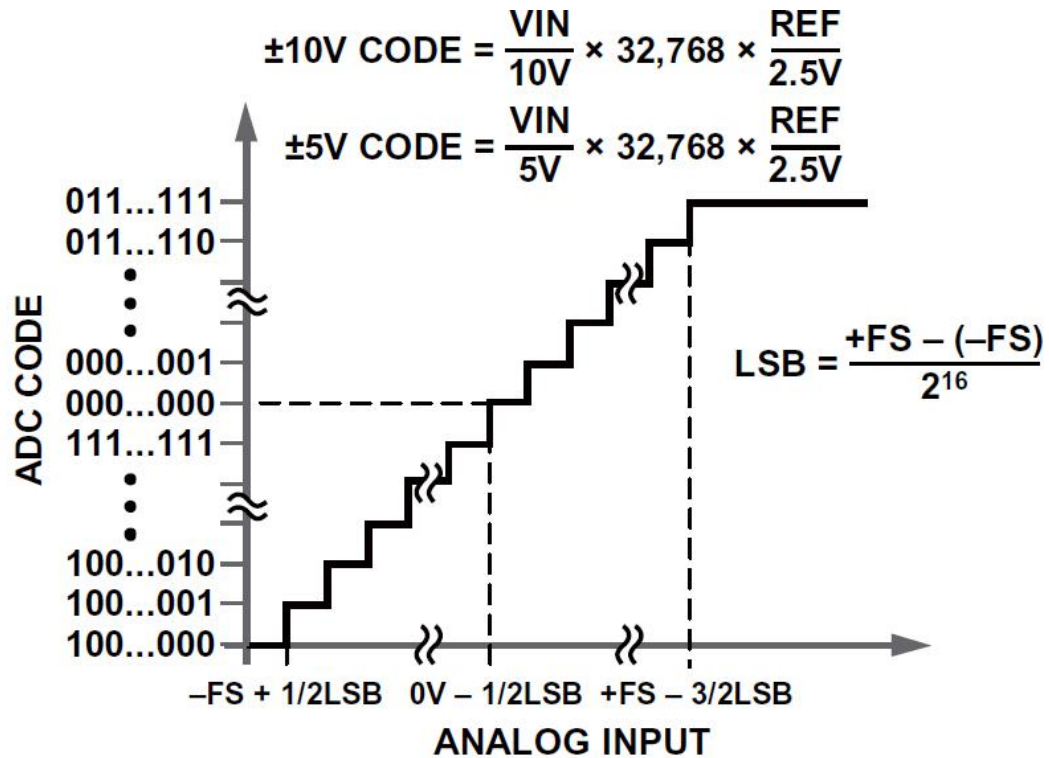 ±10V CODE = VIN/10V × 32,768 × REF/2.5V
±5V CODE = VIN/5V × 32,768 × REF/2.5V
011...111
011...110
000...001
000...000
111...111
100...010
100...001
100...000
ADC CODE
LSB = +FS – (–FS)/2¹⁶
–FS + 1/2LSB 0V – 1/2LSB +FS – 3/2LSB
ANALOG INPUT